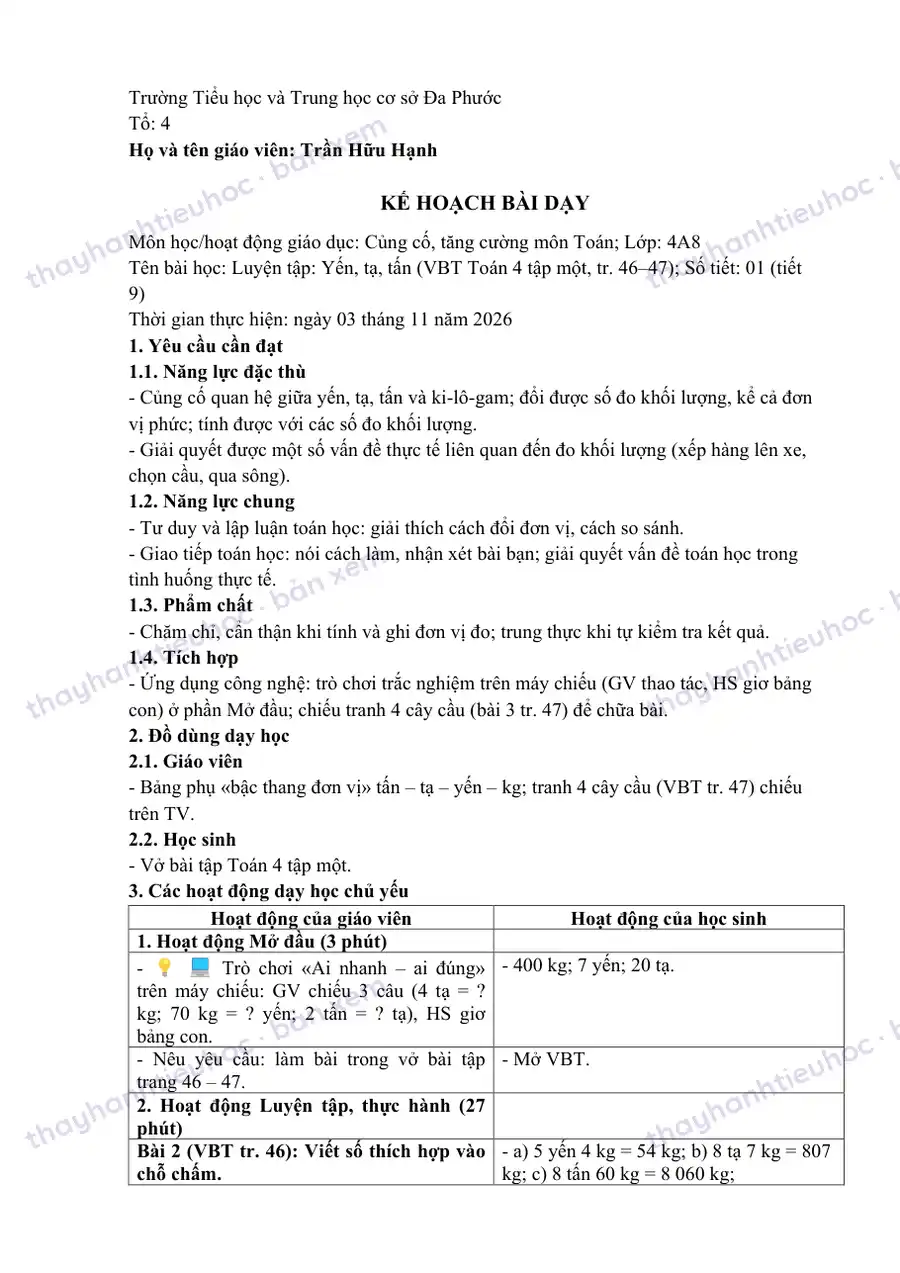 Trường Tiểu học và Trung học cơ sở Đa Phước
Tổ: 4
Họ và tên giáo viên: Trần Hữu Hạnh
KẾ HOẠCH BÀI DẠY
Môn học/hoạt động giáo dục: Củng cố, tăng cường môn Toán; Lớp: 4A8
Tên bài học: Luyện tập: Yến, tạ, tấn (VBT Toán 4 tập một, tr. 46–47); Số tiết: 01 (tiết
9)
Thời gian thực hiện: ngày 03 tháng 11 năm 2026
1. Yêu cầu cần đạt
1.1. Năng lực đặc thù
- Củng cố quan hệ giữa yến, tạ, tấn và ki-lô-gam; đổi được số đo khối lượng, kể cả đơn
vị phức; tính được với các số đo khối lượng.
- Giải quyết được một số vấn đề thực tế liên quan đến đo khối lượng (xếp hàng lên xe,
chọn cầu, qua sông).
1.2. Năng lực chung
- Tư duy và lập luận toán học: giải thích cách đổi đơn vị, cách so sánh.
- Giao tiếp toán học: nói cách làm, nhận xét bài bạn; giải quyết vấn đề toán học trong
tình huống thực tế.
1.3. Phẩm chất
- Chăm chỉ, cẩn thận khi tính và ghi đơn vị đo; trung thực khi tự kiểm tra kết quả.
1.4. Tích hợp
- Ứng dụng công nghệ: trò chơi trắc nghiệm trên máy chiếu (GV thao tác, HS giơ bảng
con) ở phần Mở đầu; chiếu tranh 4 cây cầu (bài 3 tr. 47) để chữa bài.
2. Đồ dùng dạy học
2.1. Giáo viên
- Bảng phụ «bậc thang đơn vị» tấn – tạ – yến – kg; tranh 4 cây cầu (VBT tr. 47) chiếu
trên TV.
2.2. Học sinh
- Vở bài tập Toán 4 tập một.
3. Các hoạt động dạy học chủ yếu
Hoạt động của giáo viên
Hoạt động của học sinh
1. Hoạt động Mở đầu (3 phút)
- 💡 💻 Trò chơi «Ai nhanh – ai đúng»
trên máy chiếu: GV chiếu 3 câu (4 tạ = ?
kg; 70 kg = ? yến; 2 tấn = ? tạ), HS giơ
bảng con.
- 400 kg; 7 yến; 20 tạ.
- Nêu yêu cầu: làm bài trong vở bài tập
trang 46 – 47.
- Mở VBT.
2. Hoạt động Luyện tập, thực hành (27
phút)
Bài 2 (VBT tr. 46): Viết số thích hợp vào
chỗ chấm.
- a) 5 yến 4 kg = 54 kg; b) 8 tạ 7 kg = 807
kg; c) 8 tấn 60 kg = 8 060 kg;
thayhanhtieuhoc · bản xem
thayhanhtieuhoc · b
thayhanhtieuhoc · bản xem
thayhanhtieuhoc · b
thayhanhtieuhoc · bản xem
thayhanhtieuhoc · b